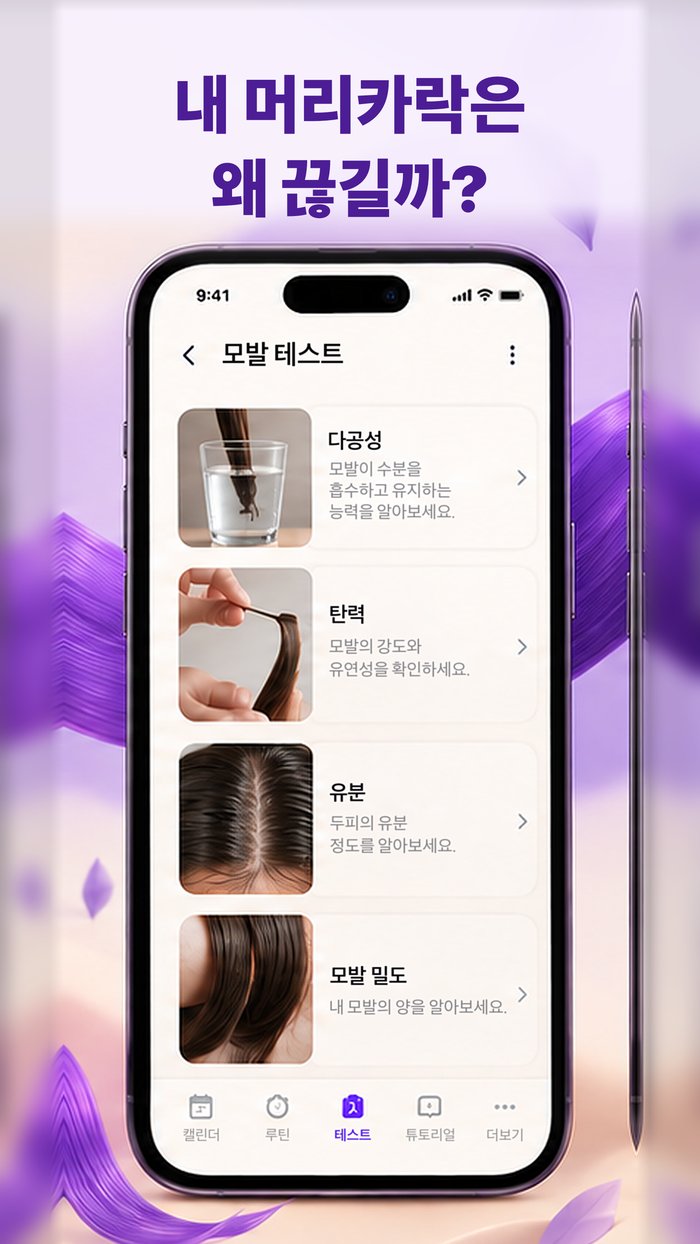 내 머리카락은
왜 끊길까?
9:41
모발 테스트
다공성
모발이 수분을
흡수하고 유지하는
능력을 알아보세요.
탄력
모발의 강도와
유연성을 확인하세요.
유분
두피의 유분
정도를 알아보세요.
모발 밀도
내 모발의 양을 알아보세요.
캘린더
루틴
테스트
튜토리얼
더보기